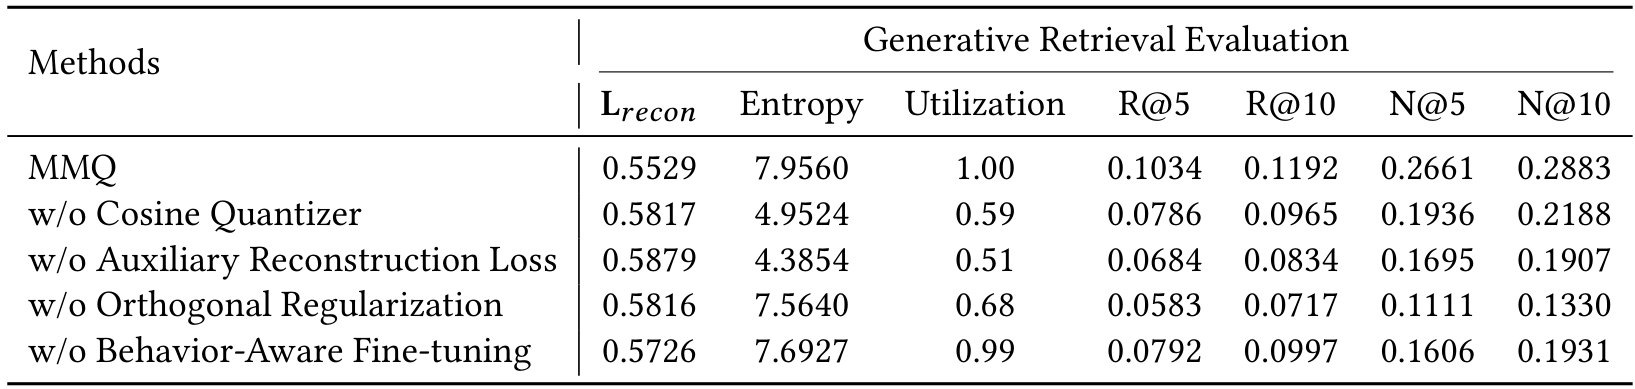 Methods Generative Retrieval Evaluation
L_recon Entropy Utilization R@5 R@10 N@5 N@10
MMQ 0.5529 7.9560 1.00 0.1034 0.1192 0.2661 0.2883
w/o Cosine Quantizer 0.5817 4.9524 0.59 0.0786 0.0965 0.1936 0.2188
w/o Auxiliary Reconstruction Loss 0.5879 4.3854 0.51 0.0684 0.0834 0.1695 0.1907
w/o Orthogonal Regularization 0.5816 7.5640 0.68 0.0583 0.0717 0.1111 0.1330
w/o Behavior-Aware Fine-tuning 0.5726 7.6927 0.99 0.0792 0.0997 0.1606 0.1931